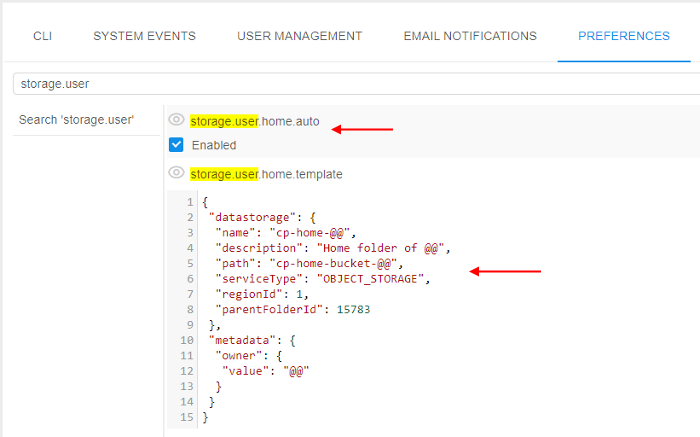 CLI SYSTEM EVENTS USER MANAGEMENT EMAIL NOTIFICATIONS PREFERENCES
storage.user
Search 'storage.user'
storage.user.home.auto
Enabled
storage.user.home.template
1 {
2 "datastorage": {
3 "name": "cp-home-@@",
4 "description": "Home folder of @@",
5 "path": "cp-home-bucket-@@",
6 "serviceType": "OBJECT_STORAGE",
7 "regionId": 1,
8 "parentFolderId": 15783
9 },
10 "metadata": {
11 "owner": {
12 "value": "@@"
13 }
14 }
15 }